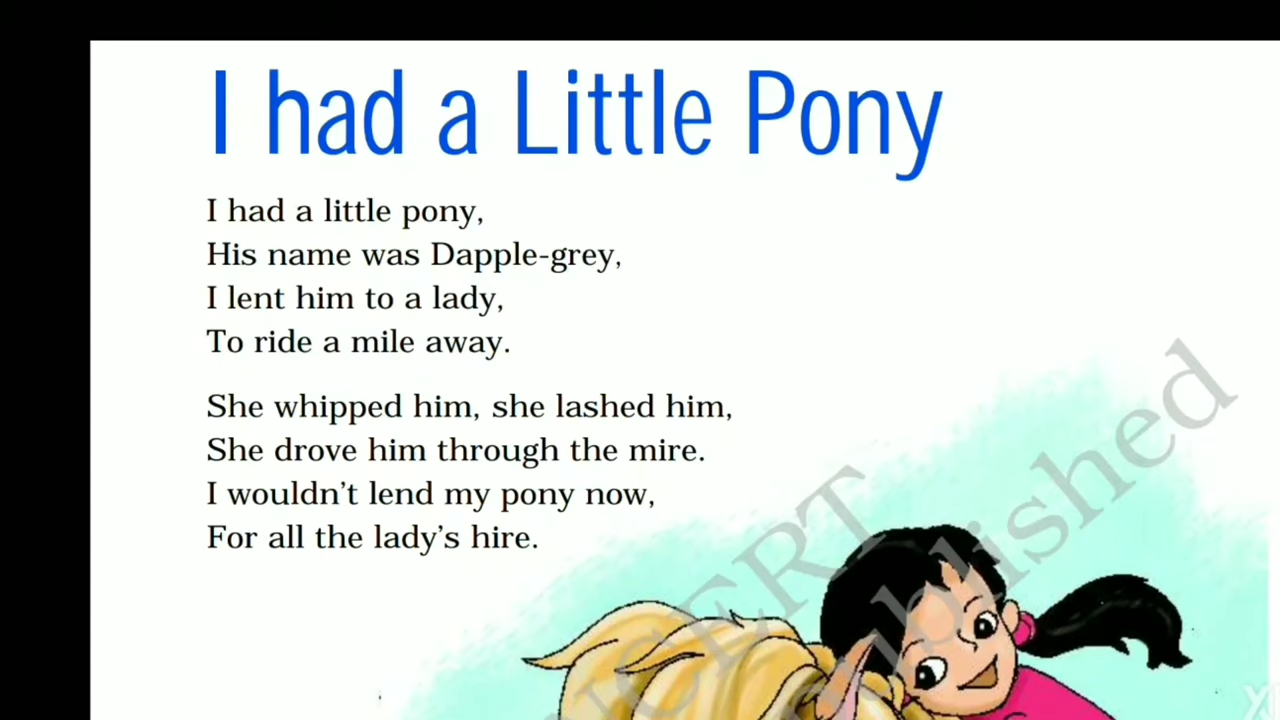 I had a Little Pony
I had a little pony,
His name was Dapple-grey,
I lent him to a lady,
To ride a mile away.
She whipped him, she lashed him,
She drove him through the mire.
I wouldn't lend my pony now,
For all the lady's hire.
NCERT